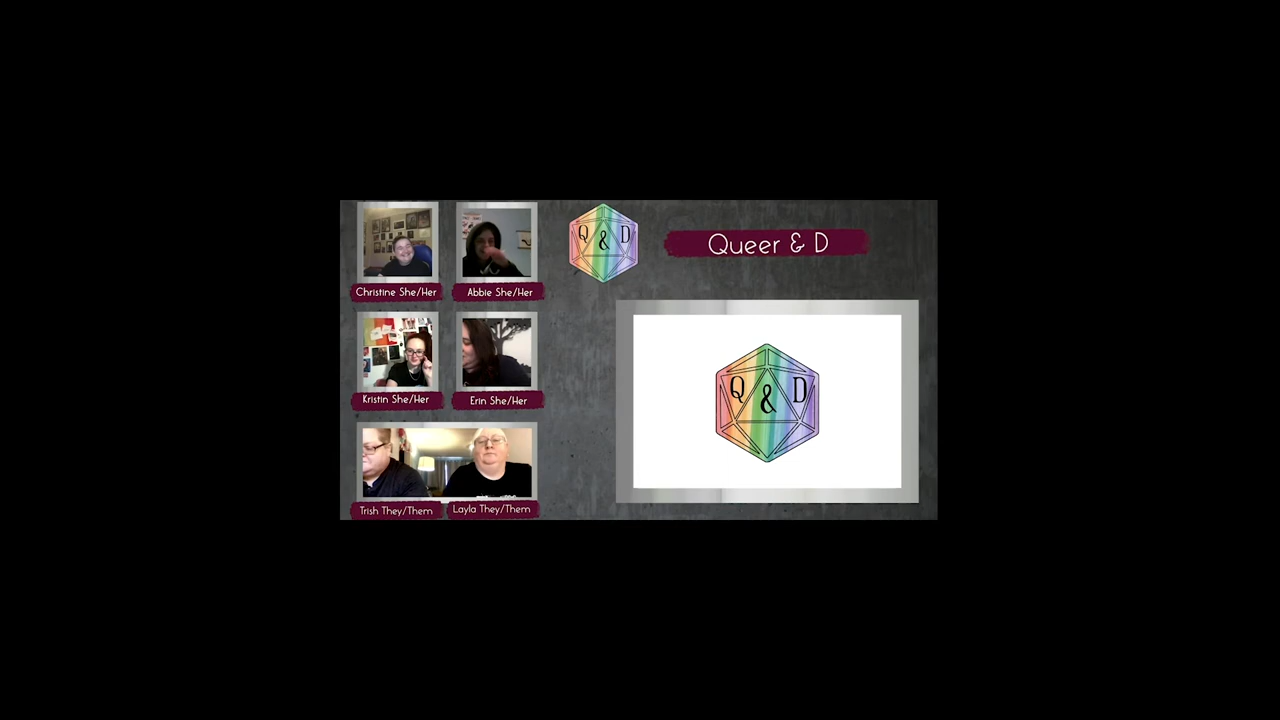 Q & D
Queer & D
Christine She/Her
Abbie She/Her
Kristin She/Her
Erin She/Her
Q & D
Trish They/Them
Layla They/Them